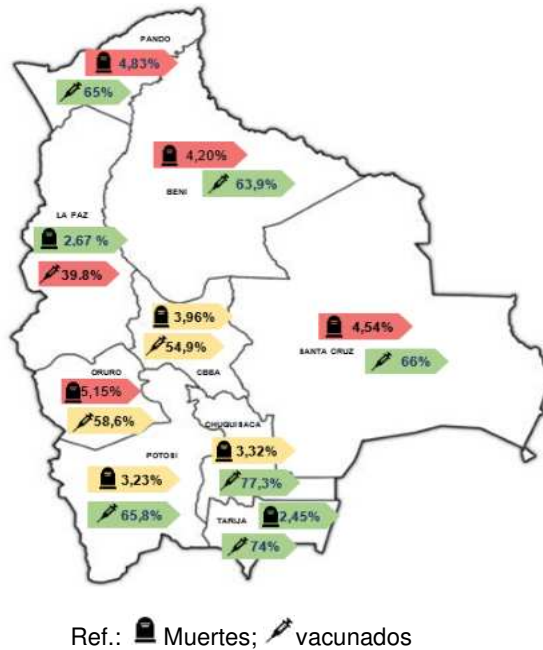 PANDO
4,83%
65%
4,20%
63,9%
BENI
LA PAZ
2,67 %
39.8%
3,96%
54,9%
CBBA
4,54%
SANTA CRUZ
66%
ORURO
5,15%
58,6%
CHUQUISACA
3,32%
77,3%
POTOSI
3,23%
65,8%
2,45%
TARIJA
74%
Ref.: Muertes; vacunados